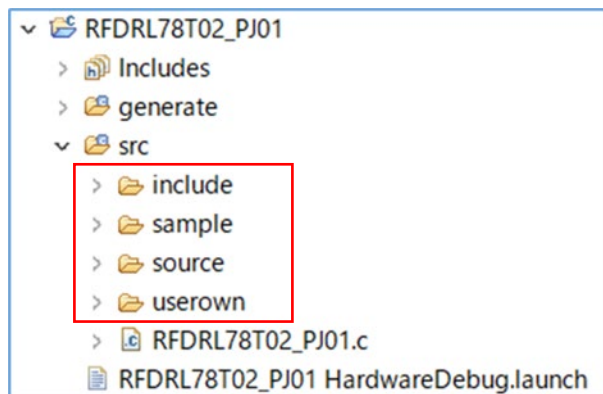 RFDRL78T02_PJ01
Includes
generate
src
include
sample
source
userown
RFDRL78T02_PJ01.c
RFDRL78T02_PJ01 HardwareDebug.launch